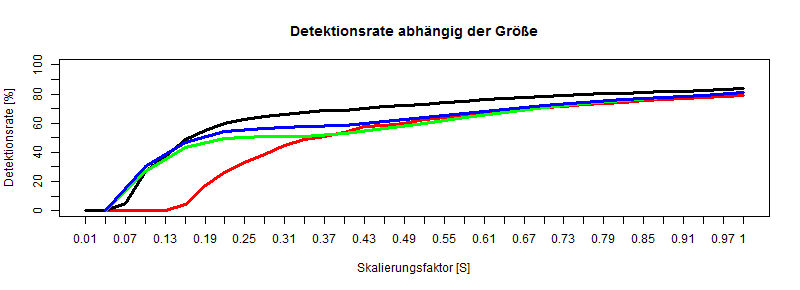 Detektionsrate abhängig der Größe
Detektionsrate [%]
100
80
60
40
20
0
0.01 0.07 0.13 0.19 0.25 0.31 0.37 0.43 0.49 0.55 0.61 0.67 0.73 0.79 0.85 0.91 0.97 1
Skalierungsfaktor [S]